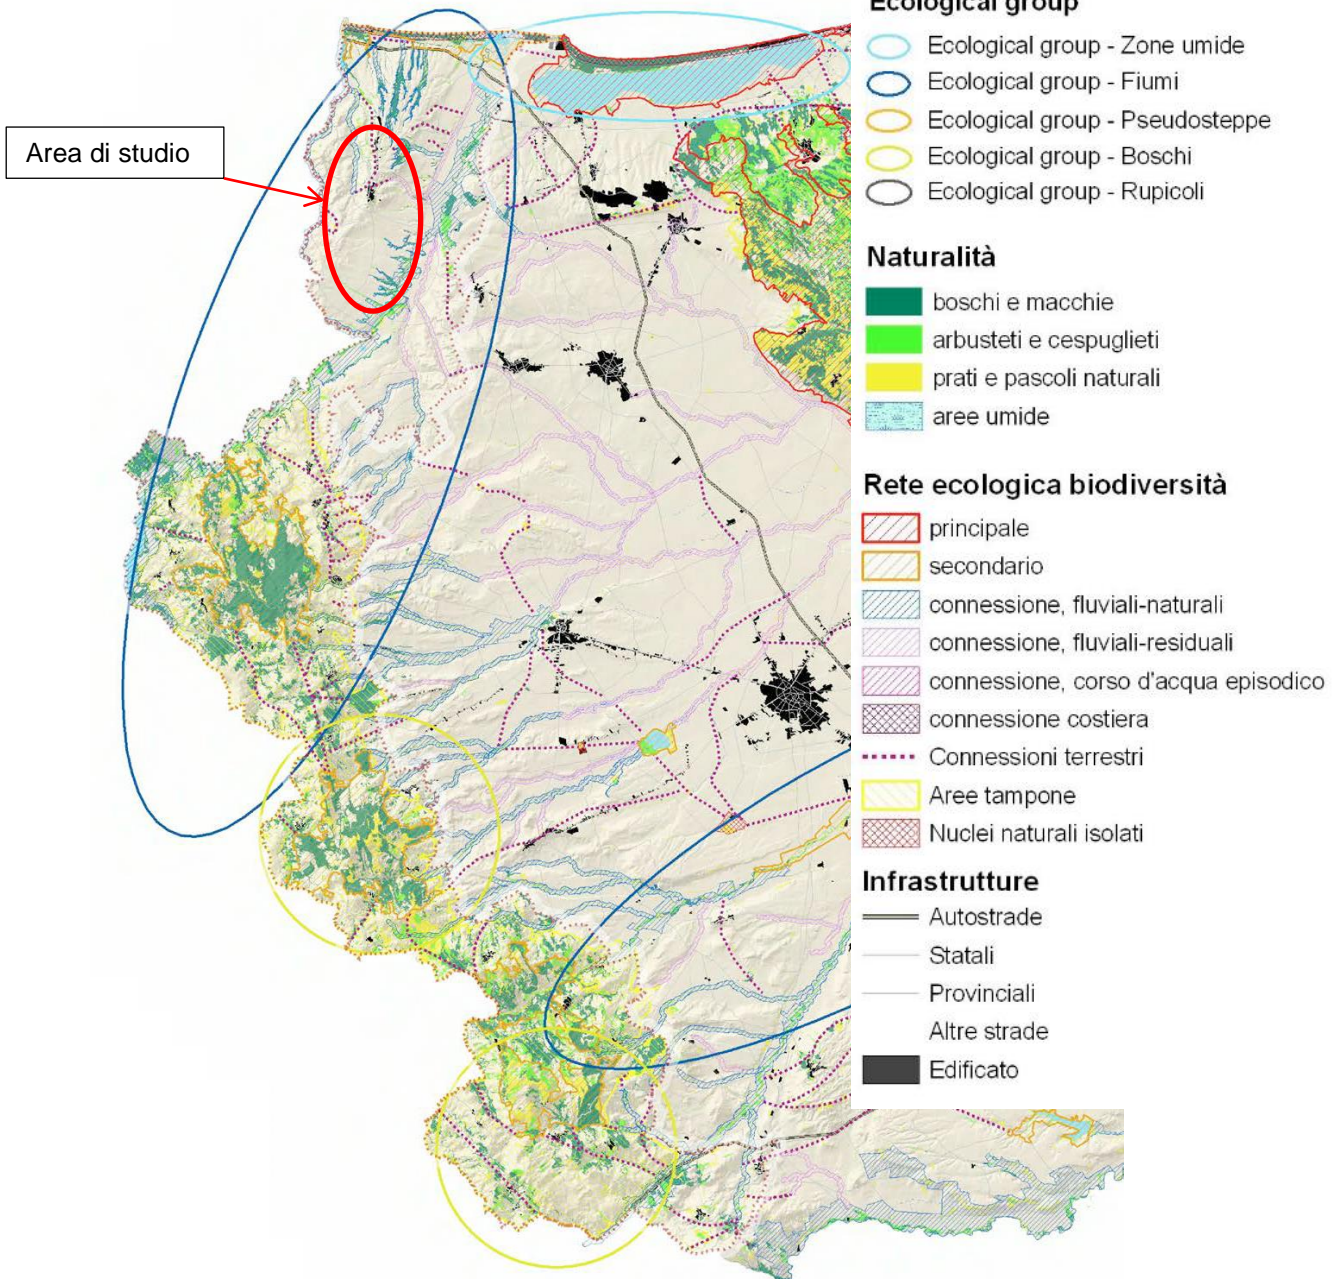 Area di studio
Ecological group
Ecological group - Zone umide
Ecological group - Fiumi
Ecological group - Pseudosteppe
Ecological group - Boschi
Ecological group - Rupicoli
Naturalità
boschi e macchie
arbusteti e cespuglieti
prati e pascoli naturali
aree umide
Rete ecologica biodiversità
principale
secondario
connessione, fluviali-naturali
connessione, fluviali-residuali
connessione, corso d'acqua episodico
connessione costiera
Connessioni terrestri
Aree tampone
Nuclei naturali isolati
Infrastrutture
Autostrade
Statali
Provinciali
Altre strade
Edificato